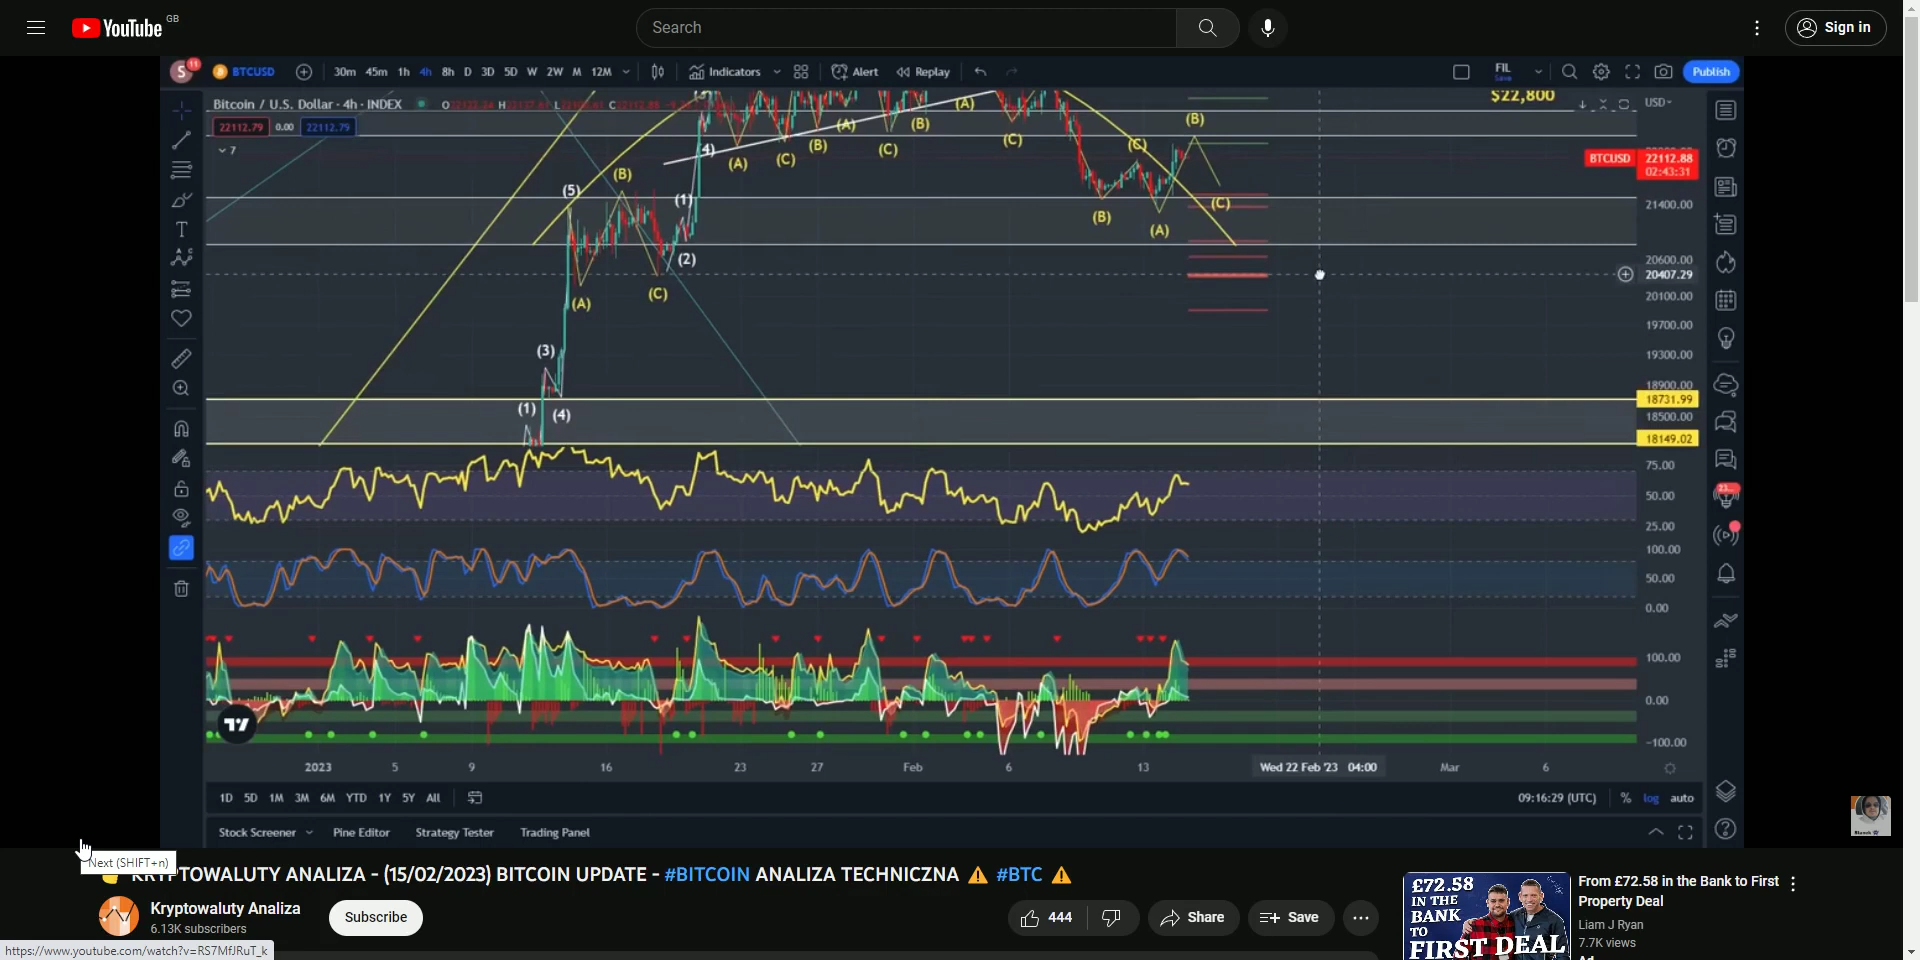 YouTube GB
Search
Sign in
S 11 BTCUSD 30m 45m 1h 4h 8h D 3D 5D W 2W M 12M Indicators Alert Replay FIL Save Publish
Bitcoin / U.S. Dollar · 4h · INDEX
22112.79 0.00 22112.79
7
$22,800
USD
(A) (B) (B)
(4) (A) (C) (B) (A) (C) (C) (C)
BTCUSD 22112.88
02:43:31
(5) (B) (1) (B) (C)
21400.00
(A)
(2)
20600.00
20407.29
(A) (C)
20100.00
19700.00
(3)
19300.00
18900.00
18731.99
(1) (4)
18500.00
18149.02
75.00
50.00
25.00
100.00
50.00
0.00
100.00
0.00
-100.00
2023 5 9 16 23 27 Feb 6 13 Wed 22 Feb '23 04:00 Mar 6
1D 5D 1M 3M 6M YTD 1Y 5Y All 09:16:29 (UTC) % log auto
Stock Screener Pine Editor Strategy Tester Trading Panel
Next (SHIFT+n)
KRYPTOWALUTY ANALIZA - (15/02/2023) BITCOIN UPDATE - #BITCOIN ANALIZA TECHNICZNA ⚠ #BTC ⚠
Kryptowaluty Analiza
6.13K subscribers
Subscribe
444
Share
Save
https://www.youtube.com/watch?v=RS7MfJRuT_k
£72.58
IN THE
BANK
TO
FIRST DEAL
From £72.58 in the Bank to First
Property Deal
Liam J Ryan
7.7K views
Ad